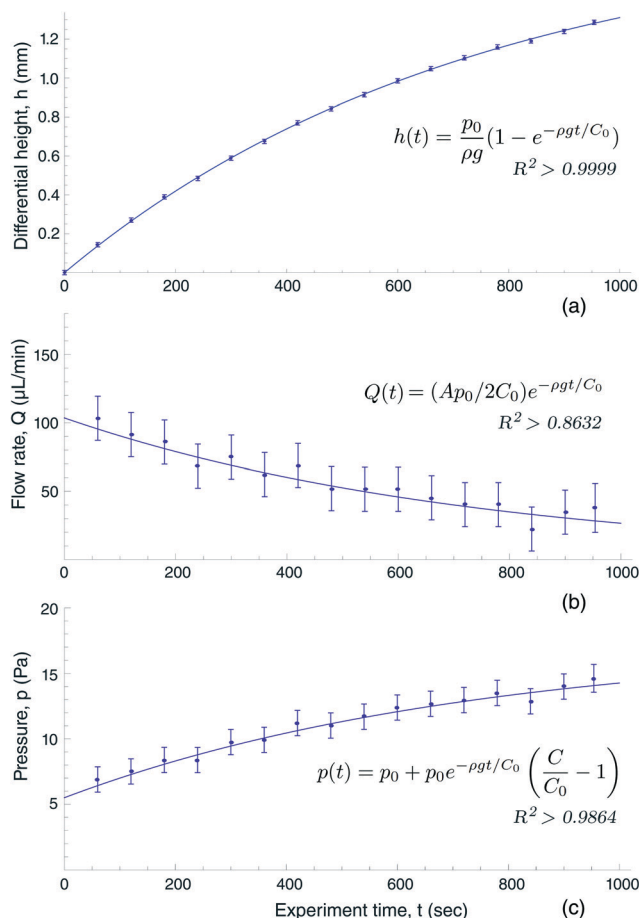 1.2
1.0
0.8
0.6
0.4
0.2
Differential height, h (mm)
h(t) = p₀/ρg (1 − e^{−ρgt/C₀})
R² > 0.9999
0 200 400 600 800 1000
(a)
150
100
50
Flow rate, Q (µL/min)
Q(t) = (Ap₀/2C₀)e^{−ρgt/C₀}
R² > 0.8632
0 200 400 600 800 1000
(b)
20
15
10
5
Pressure, p (Pa)
p(t) = p₀ + p₀e^{−ρgt/C₀} (C/C₀ − 1)
R² > 0.9864
0 200 400 600 800 1000
Experiment time, t (sec)
(c)